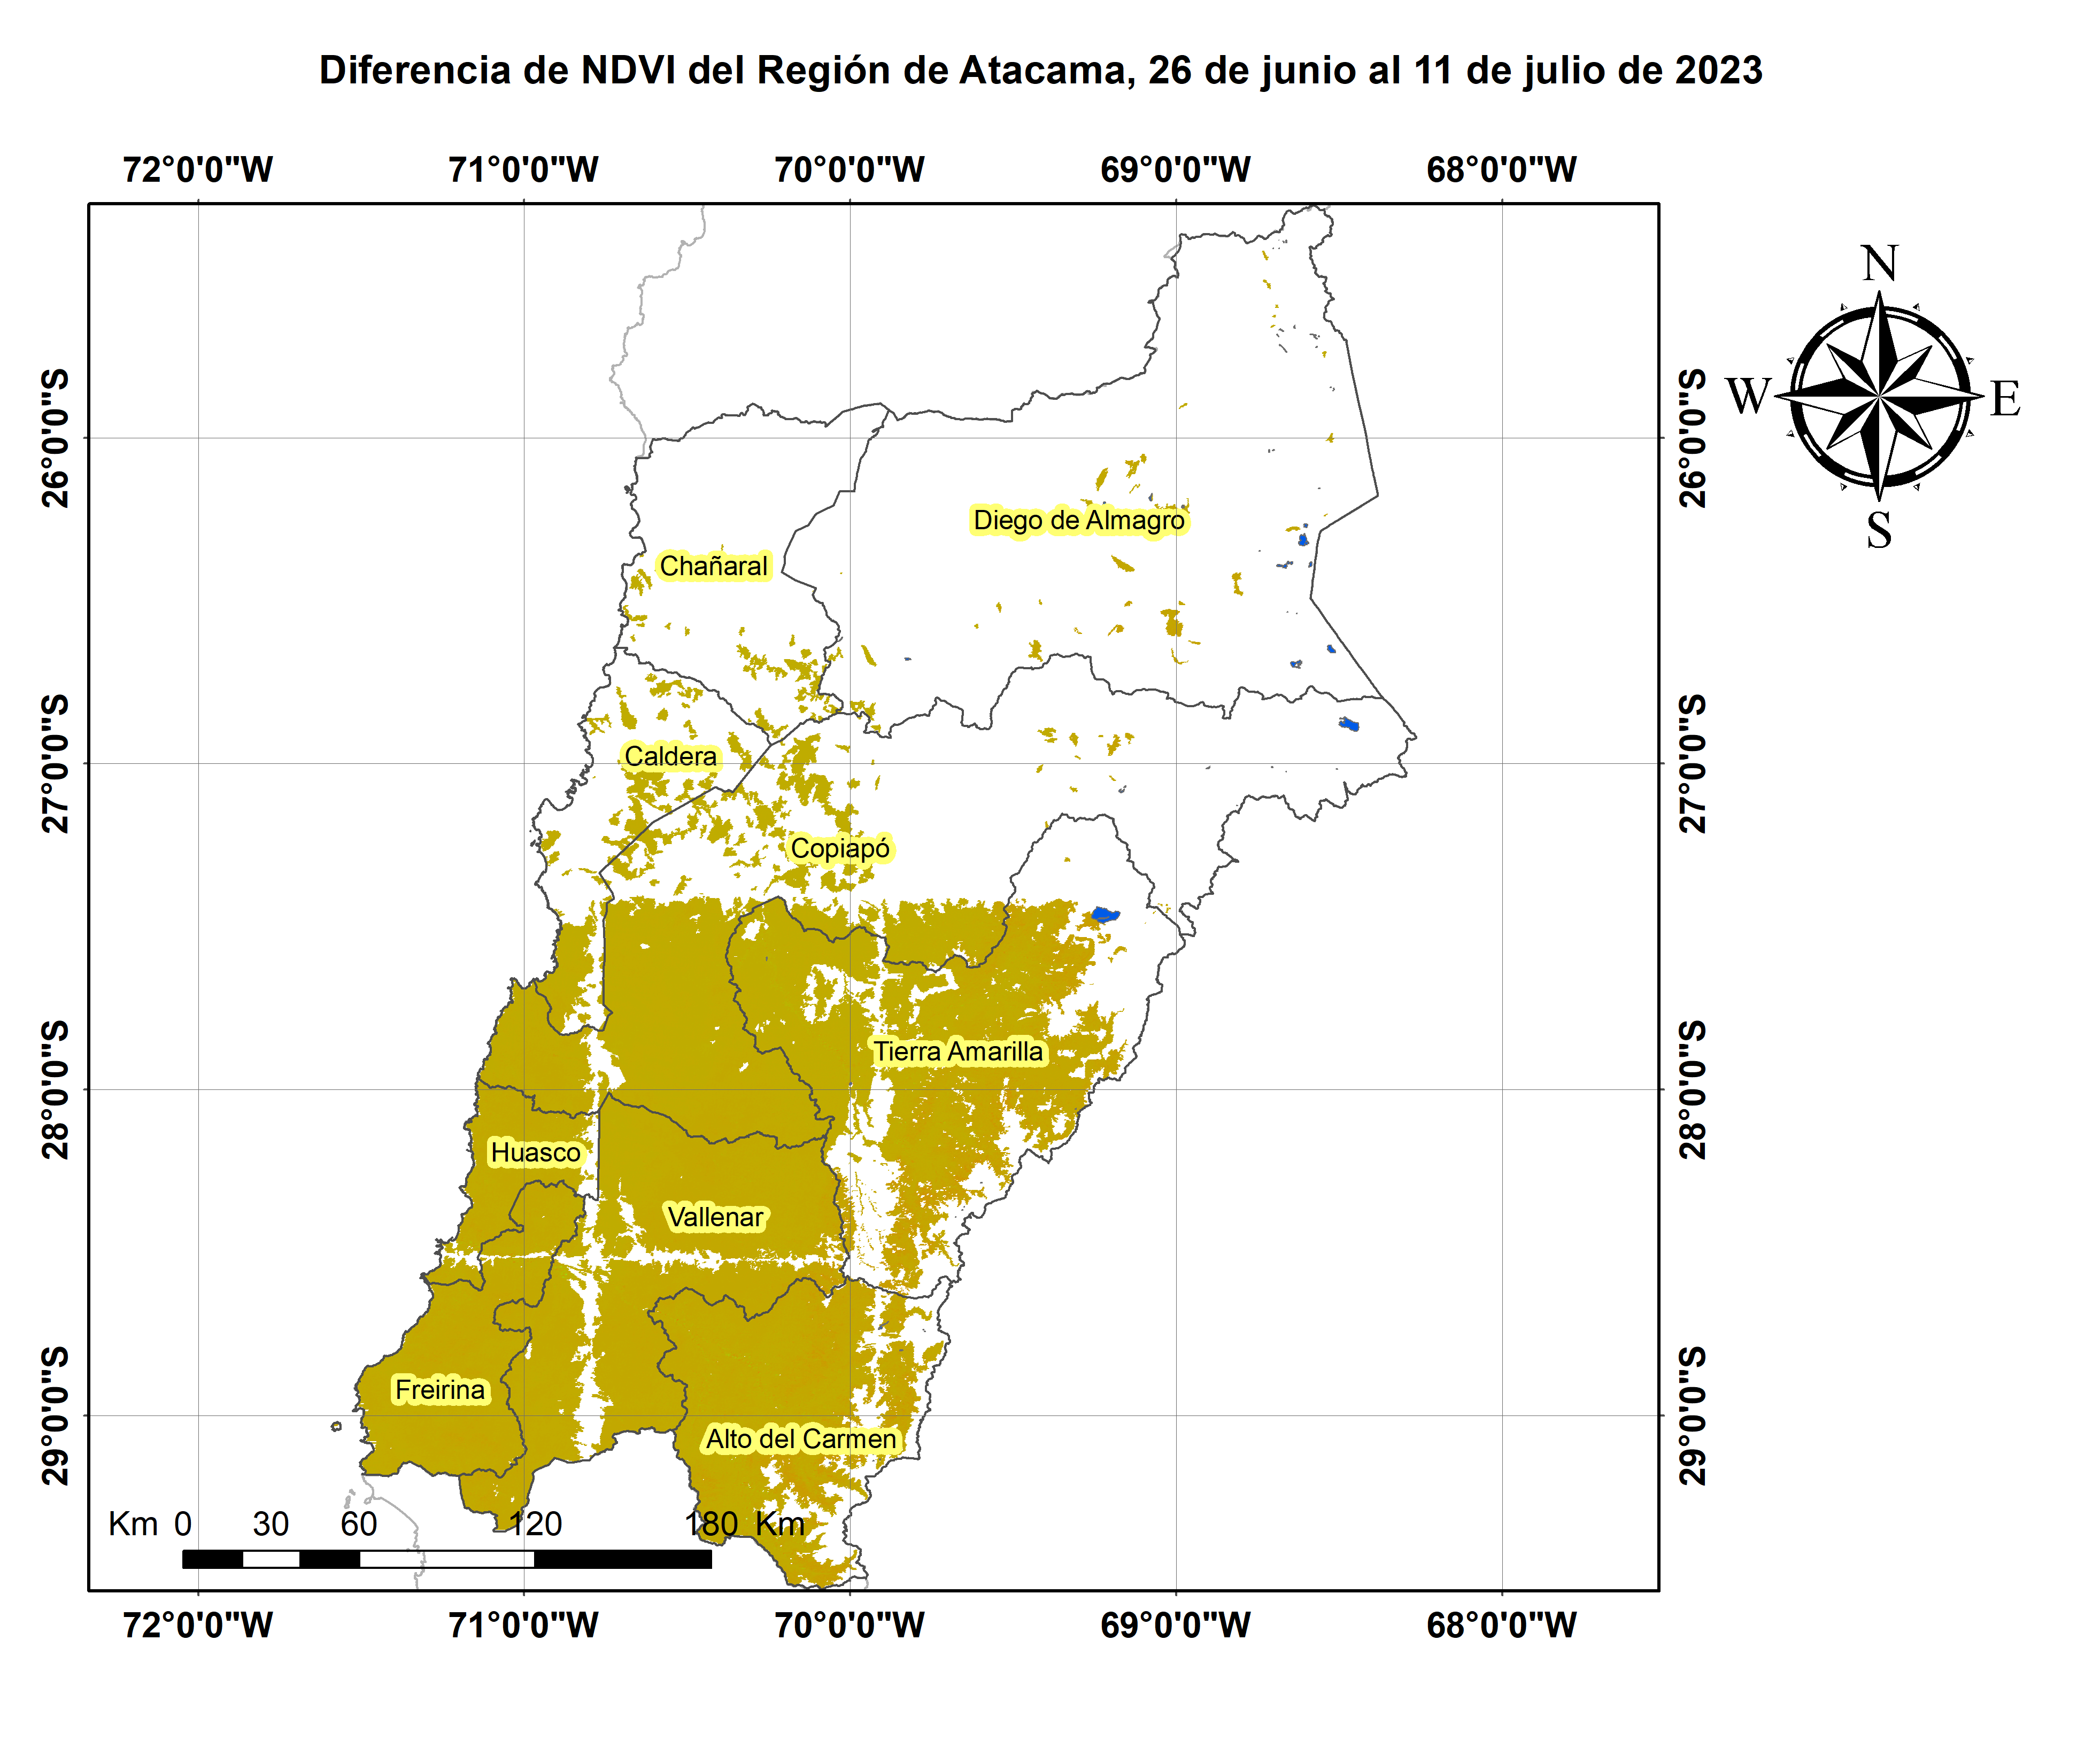 Diferencia de NDVI del Región de Atacama, 26 de junio al 11 de julio de 2023
72°0'0"W 71°0'0"W 70°0'0"W 69°0'0"W 68°0'0"W
N
W E
S
26°0'0"S 26°0'0"S
Diego de Almagro
Chañaral
27°0'0"S 27°0'0"S
Caldera
Copiapó
28°0'0"S 28°0'0"S
Tierra Amarilla
Huasco
Vallenar
29°0'0"S 29°0'0"S
Freirina
Alto del Carmen
Km 0 30 60 120 180 Km
72°0'0"W 71°0'0"W 70°0'0"W 69°0'0"W 68°0'0"W